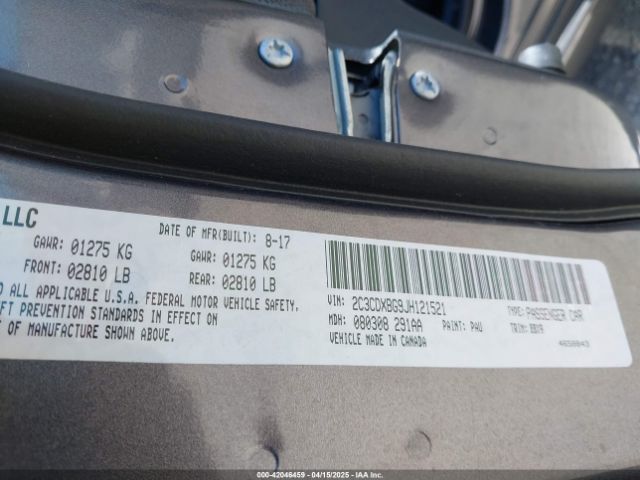 LLC
DATE OF MFR(BUILT): 8-17
GAWR: 01275 KG GAWR: 01275 KG
FRONT: 02810 LB REAR: 02810 LB
ALL APPLICABLE U.S.A. FEDERAL MOTOR VEHICLE SAFETY,
PREVENTION STANDARDS IN EFFECT ON
OF MANUFACTURE SHOWN ABOVE.
VIN: 2C3CDXBG9JH121521 TYPE: PASSENGER CAR
MDH: 080308 291AA PAINT: PAU TRIM: EBX9
VEHICLE MADE IN CANADA
000-42046459 - 04/15/2025 - IAA Inc.